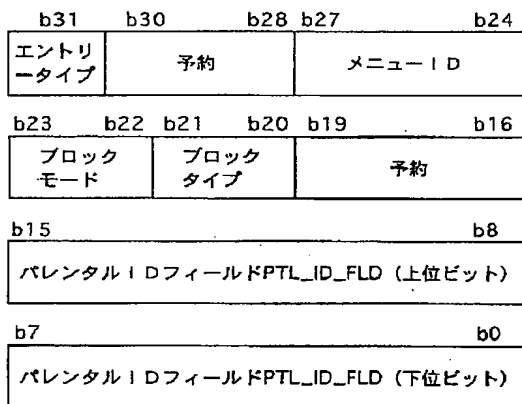 b31 b30 b28 b27 b24
エントリ
ータイプ
予約
メニューID
b23 b22 b21 b20 b19 b16
ブロック
モード
ブロック
タイプ
予約
b15 b8
パレンタルIDフィールドPTL_ID_FLD（上位ビット）
b7 b0
パレンタルIDフィールドPTL_ID_FLD（下位ビット）